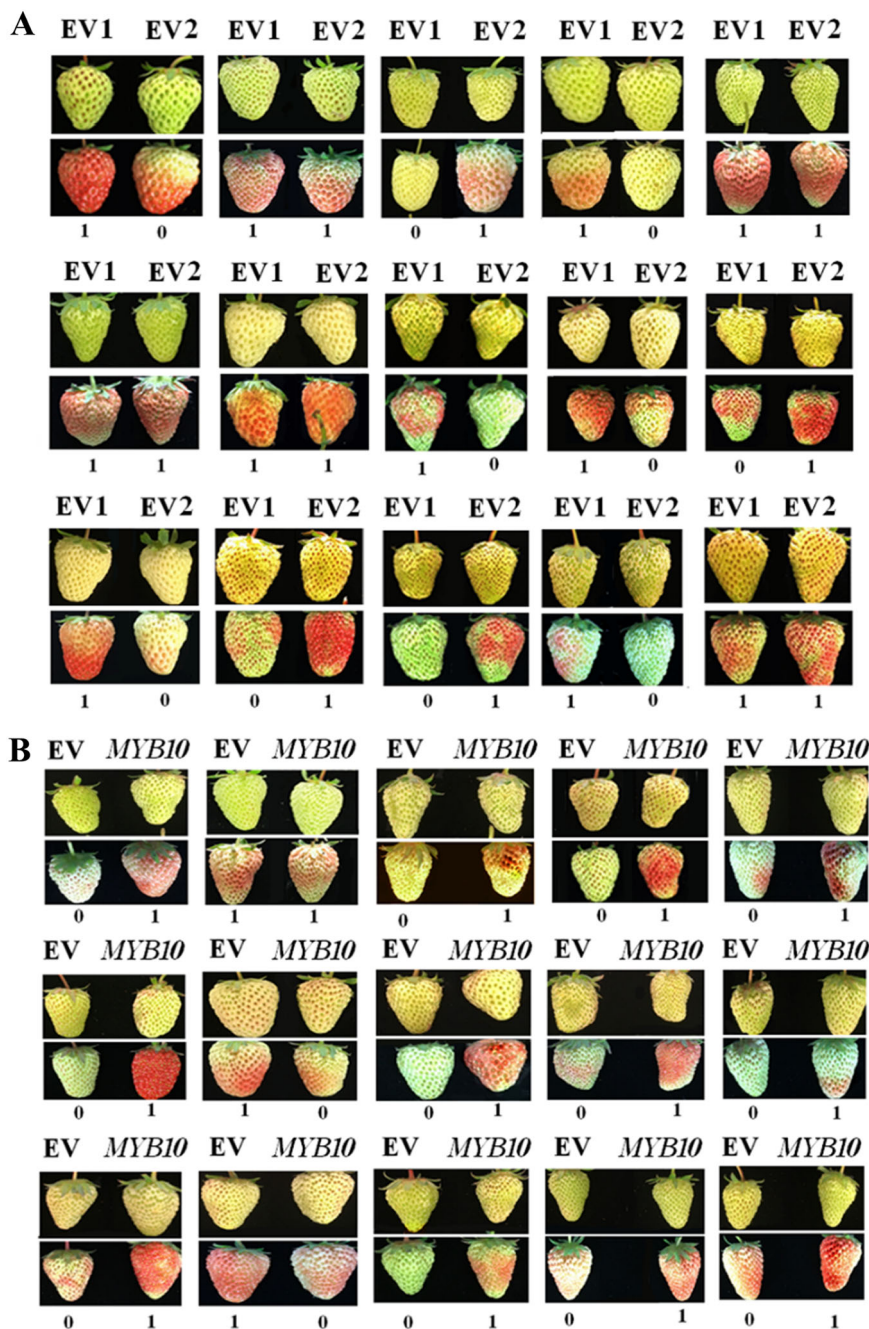 A
EV1 EV2 EV1 EV2 EV1 EV2 EV1 EV2 EV1 EV2
1 0 1 1 0 1 1 0 1 1
EV1 EV2 EV1 EV2 EV1 EV2 EV1 EV2 EV1 EV2
1 1 1 1 1 0 1 0 0 1
EV1 EV2 EV1 EV2 EV1 EV2 EV1 EV2 EV1 EV2
1 0 0 1 0 1 1 0 1 1
B
EV MYB10 EV MYB10 EV MYB10 EV MYB10 EV MYB10
0 1 1 1 0 1 0 1 0 1
EV MYB10 EV MYB10 EV MYB10 EV MYB10 EV MYB10
0 1 1 0 0 1 0 1 0 1
EV MYB10 EV MYB10 EV MYB10 EV MYB10 EV MYB10
0 1 1 0 0 1 0 1 0 1